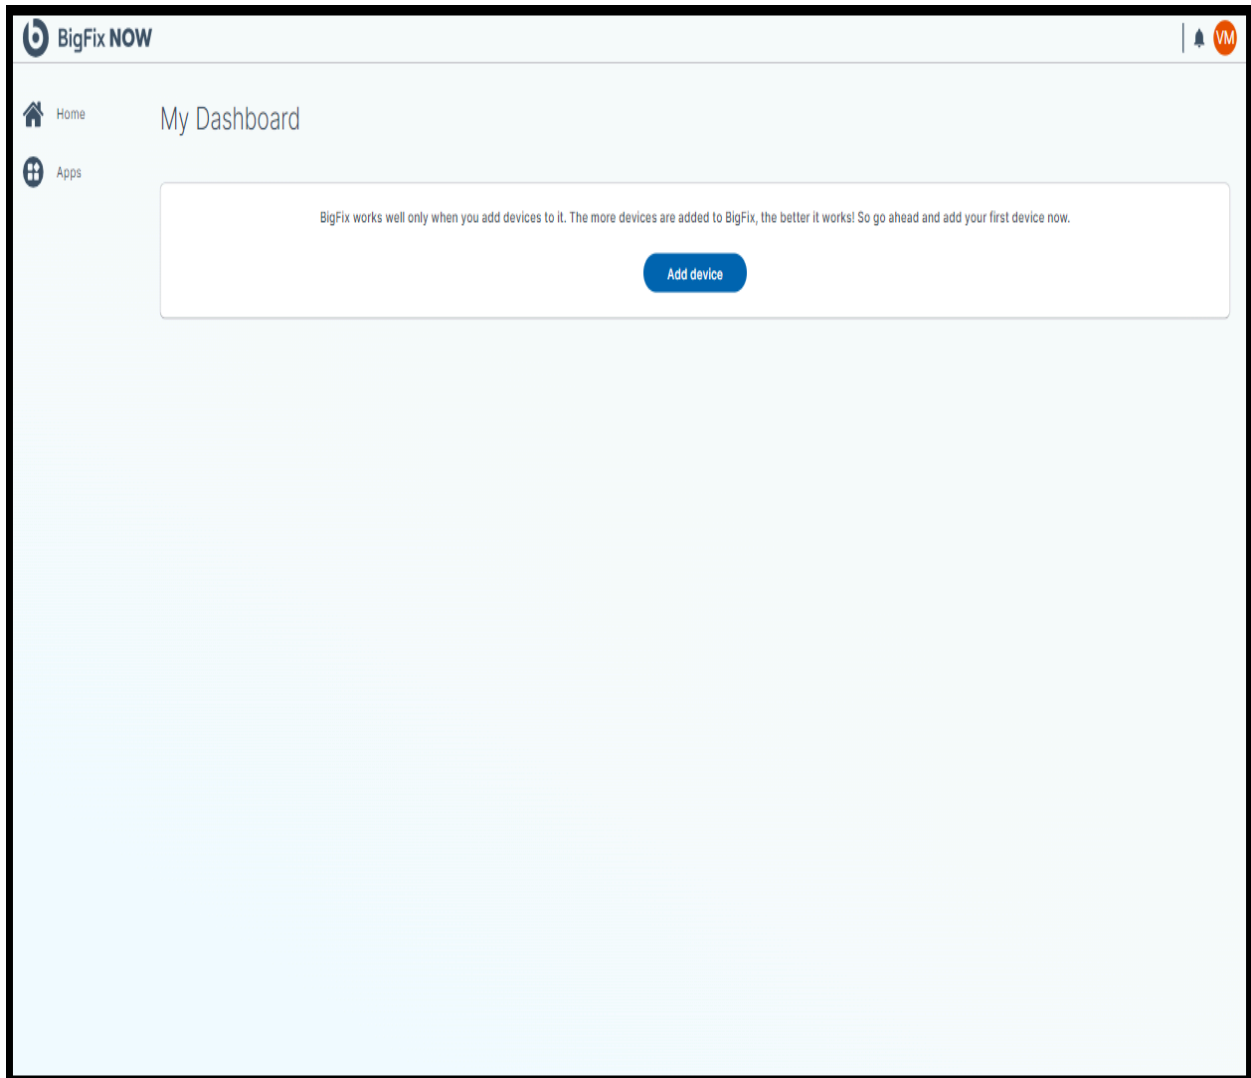 BigFix NOW
VM
Home
Apps
My Dashboard
BigFix works well only when you add devices to it. The more devices are added to BigFix, the better it works! So go ahead and add your first device now.
Add device